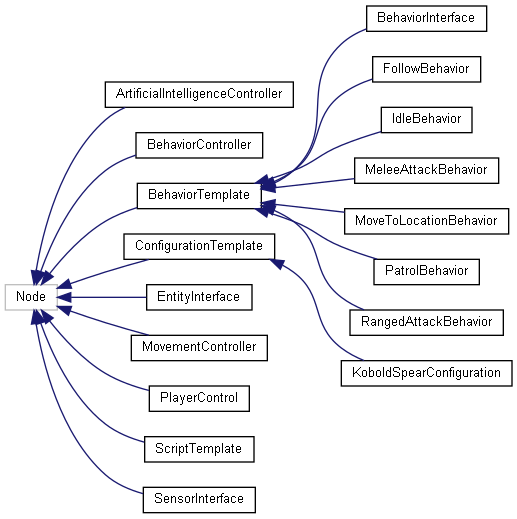 BehaviorInterface
FollowBehavior
ArtificialIntelligenceController
IdleBehavior
BehaviorController
MeleeAttackBehavior
BehaviorTemplate
MoveToLocationBehavior
ConfigurationTemplate
PatrolBehavior
Node
EntityInterface
RangedAttackBehavior
MovementController
KoboldSpearConfiguration
PlayerControl
ScriptTemplate
SensorInterface